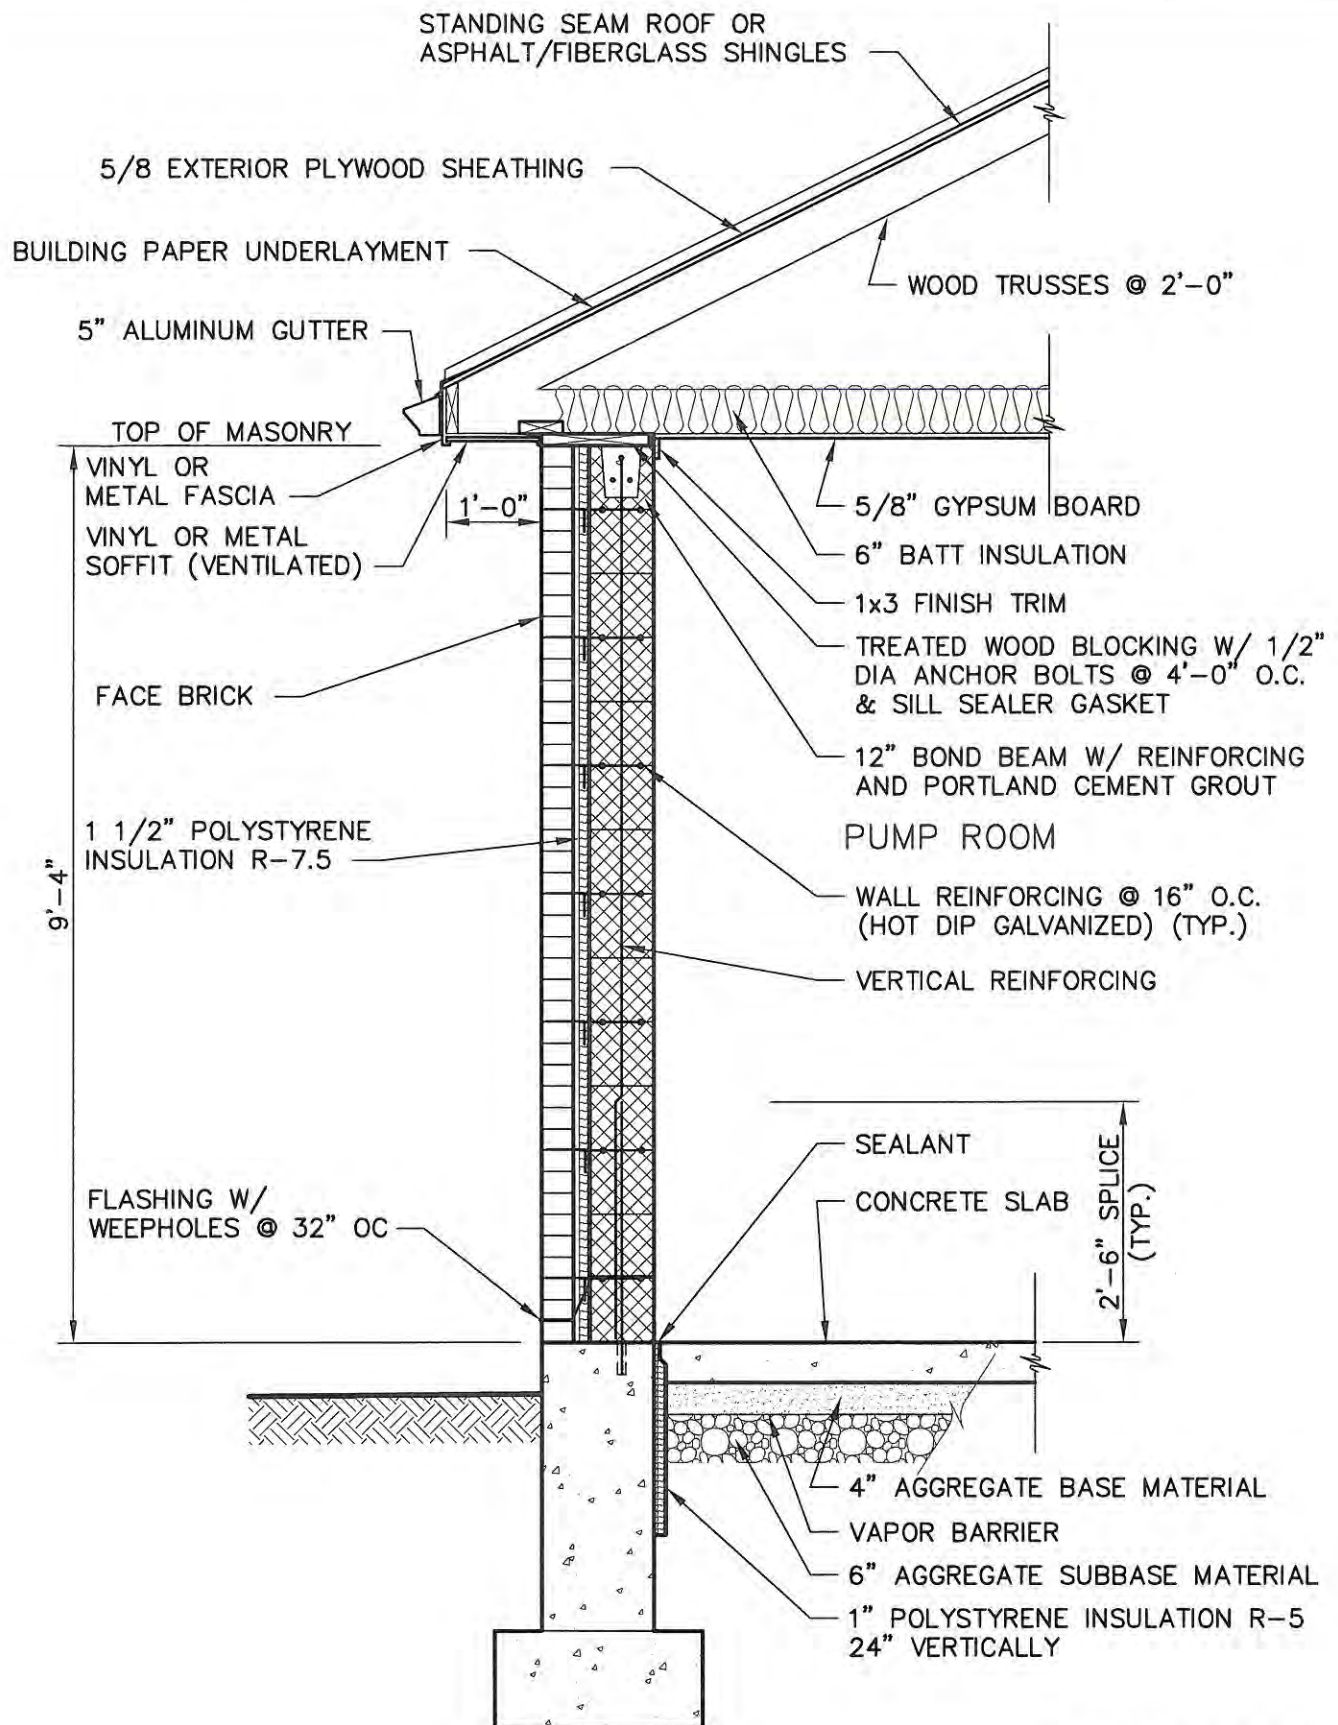 STANDING SEAM ROOF OR
ASPHALT/FIBERGLASS SHINGLES
5/8 EXTERIOR PLYWOOD SHEATHING
BUILDING PAPER UNDERLAYMENT
WOOD TRUSSES @ 2'-0"
5" ALUMINUM GUTTER
TOP OF MASONRY
VINYL OR
METAL FASCIA
1'-0"
VINYL OR METAL
SOFFIT (VENTILATED)
5/8" GYPSUM BOARD
6" BATT INSULATION
1x3 FINISH TRIM
TREATED WOOD BLOCKING W/ 1/2"
DIA ANCHOR BOLTS @ 4'-0" O.C.
& SILL SEALER GASKET
FACE BRICK
12" BOND BEAM W/ REINFORCING
AND PORTLAND CEMENT GROUT
1 1/2" POLYSTYRENE
INSULATION R-7.5
PUMP ROOM
9'-4"
WALL REINFORCING @ 16" O.C.
(HOT DIP GALVANIZED) (TYP.)
VERTICAL REINFORCING
SEALANT
CONCRETE SLAB
2'-6" SPLICE
(TYP.)
FLASHING W/
WEEPHOLES @ 32" OC
4" AGGREGATE BASE MATERIAL
VAPOR BARRIER
6" AGGREGATE SUBBASE MATERIAL
1" POLYSTYRENE INSULATION R-5
24" VERTICALLY